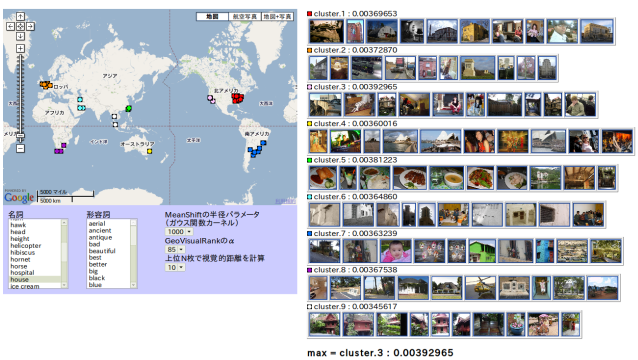 地図
航空写真
地図+写真
ヨーロッパ
アジア
北アメリカ
大西洋
アフリカ
インド洋
オーストラリア
太平洋
南アメリカ
Google
5000 マイル
5000 km
名詞
hawk
head
height
helicopter
hibiscus
hornet
horse
hospital
house
ice cream
形容詞
aerial
ancient
antique
bad
beautiful
best
better
big
black
blue
MeanShiftの半径パラメータ
(ガウス関数カーネル)
1000
GeoVisualRankのα
85
上位N枚で視覚的距離を計算
10
cluster.1 : 0.00369653
cluster.2 : 0.00372870
cluster.3 : 0.00392965
cluster.4 : 0.00360016
cluster.5 : 0.00381223
cluster.6 : 0.00364860
cluster.7 : 0.00363239
cluster.8 : 0.00367538
cluster.9 : 0.00345617
max = cluster.3 : 0.00392965